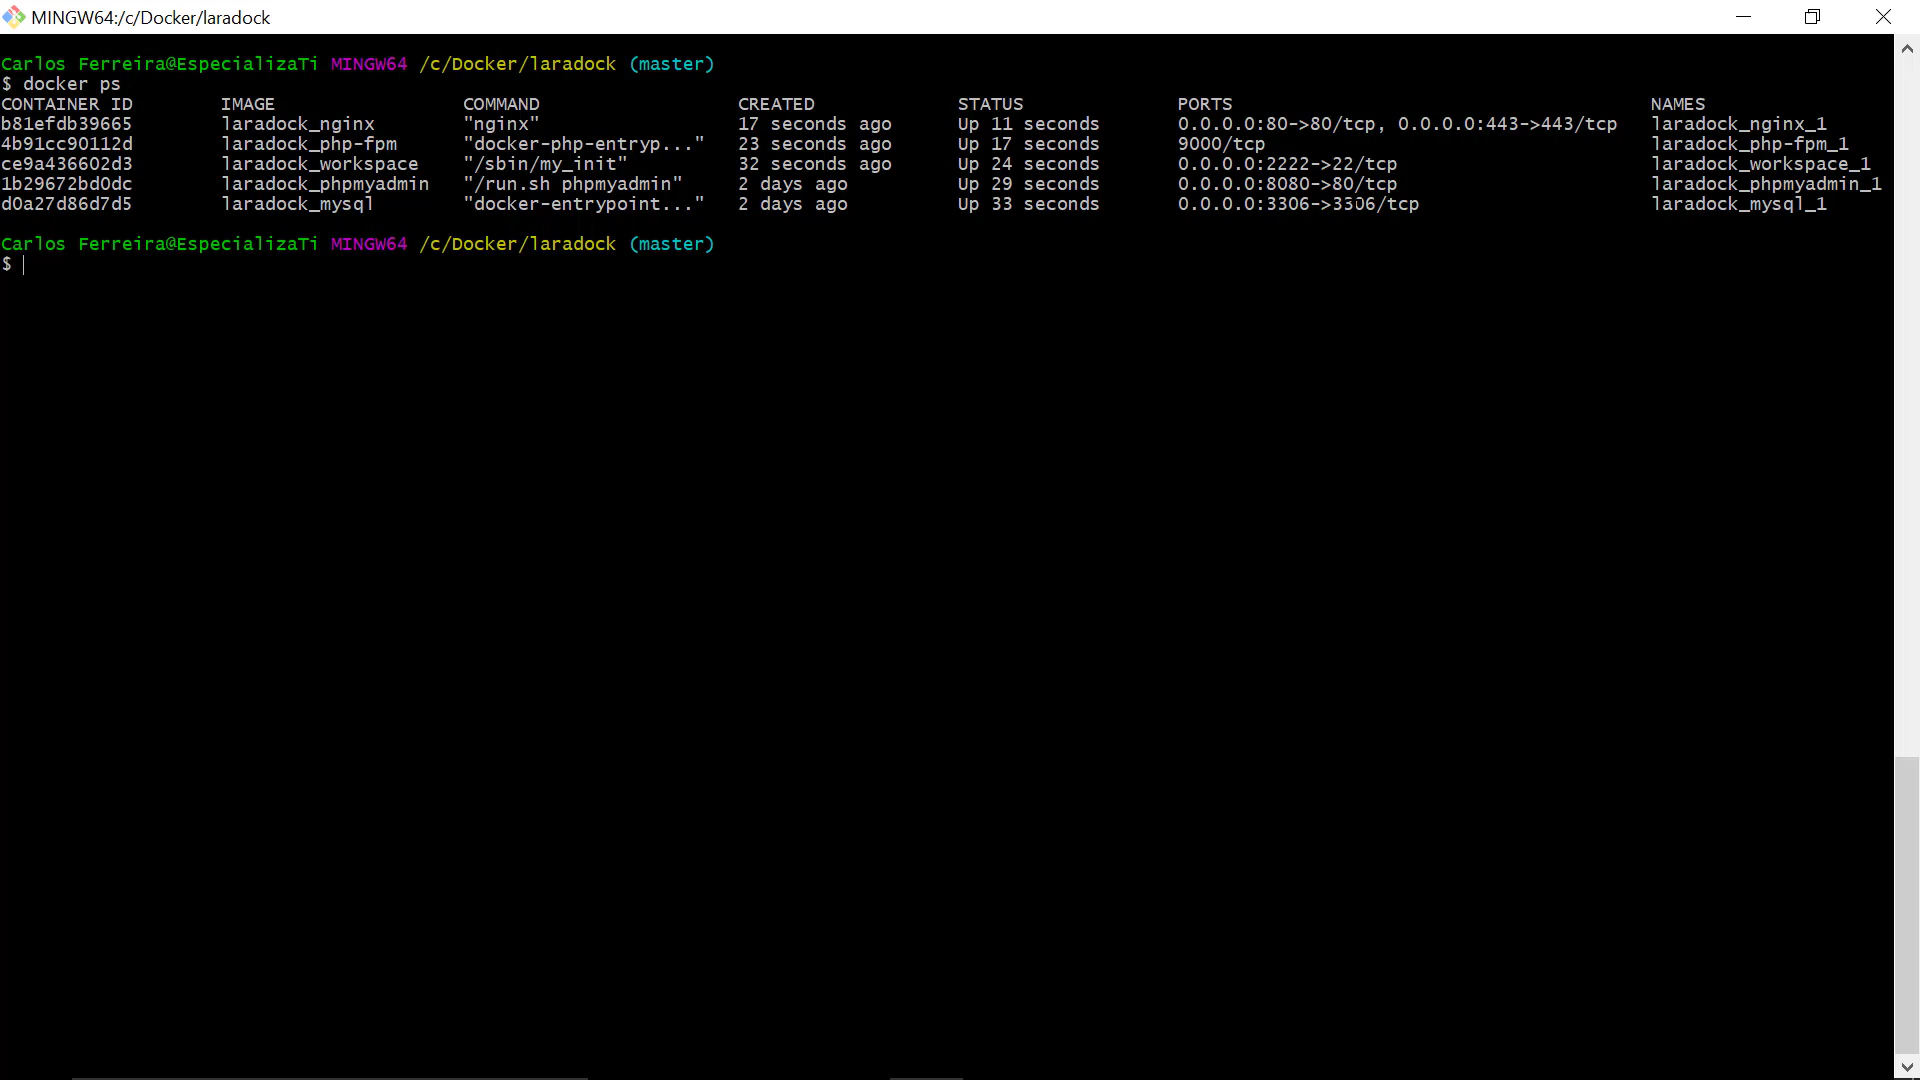 MINGW64:/c/Docker/laradock
Carlos Ferreira@EspecializaTi MINGW64 /c/Docker/laradock (master)
$ docker ps
CONTAINER ID        IMAGE                 COMMAND                  CREATED             STATUS              PORTS                                      NAMES
b81efdb39665        laradock_nginx        "nginx"                  17 seconds ago      Up 11 seconds       0.0.0.0:80->80/tcp, 0.0.0.0:443->443/tcp   laradock_nginx_1
4b91cc90112d        laradock_php-fpm      "docker-php-entryp..."   23 seconds ago      Up 17 seconds       9000/tcp                                   laradock_php-fpm_1
ce9a436602d3        laradock_workspace    "/sbin/my_init"          32 seconds ago      Up 24 seconds       0.0.0.0:2222->22/tcp                       laradock_workspace_1
1b29672bd0dc        laradock_phpmyadmin   "/run.sh phpmyadmin"     2 days ago          Up 29 seconds       0.0.0.0:8080->80/tcp                       laradock_phpmyadmin_1
d0a27d86d7d5        laradock_mysql        "docker-entrypoint..."   2 days ago          Up 33 seconds       0.0.0.0:3306->3306/tcp                     laradock_mysql_1
Carlos Ferreira@EspecializaTi MINGW64 /c/Docker/laradock (master)
$